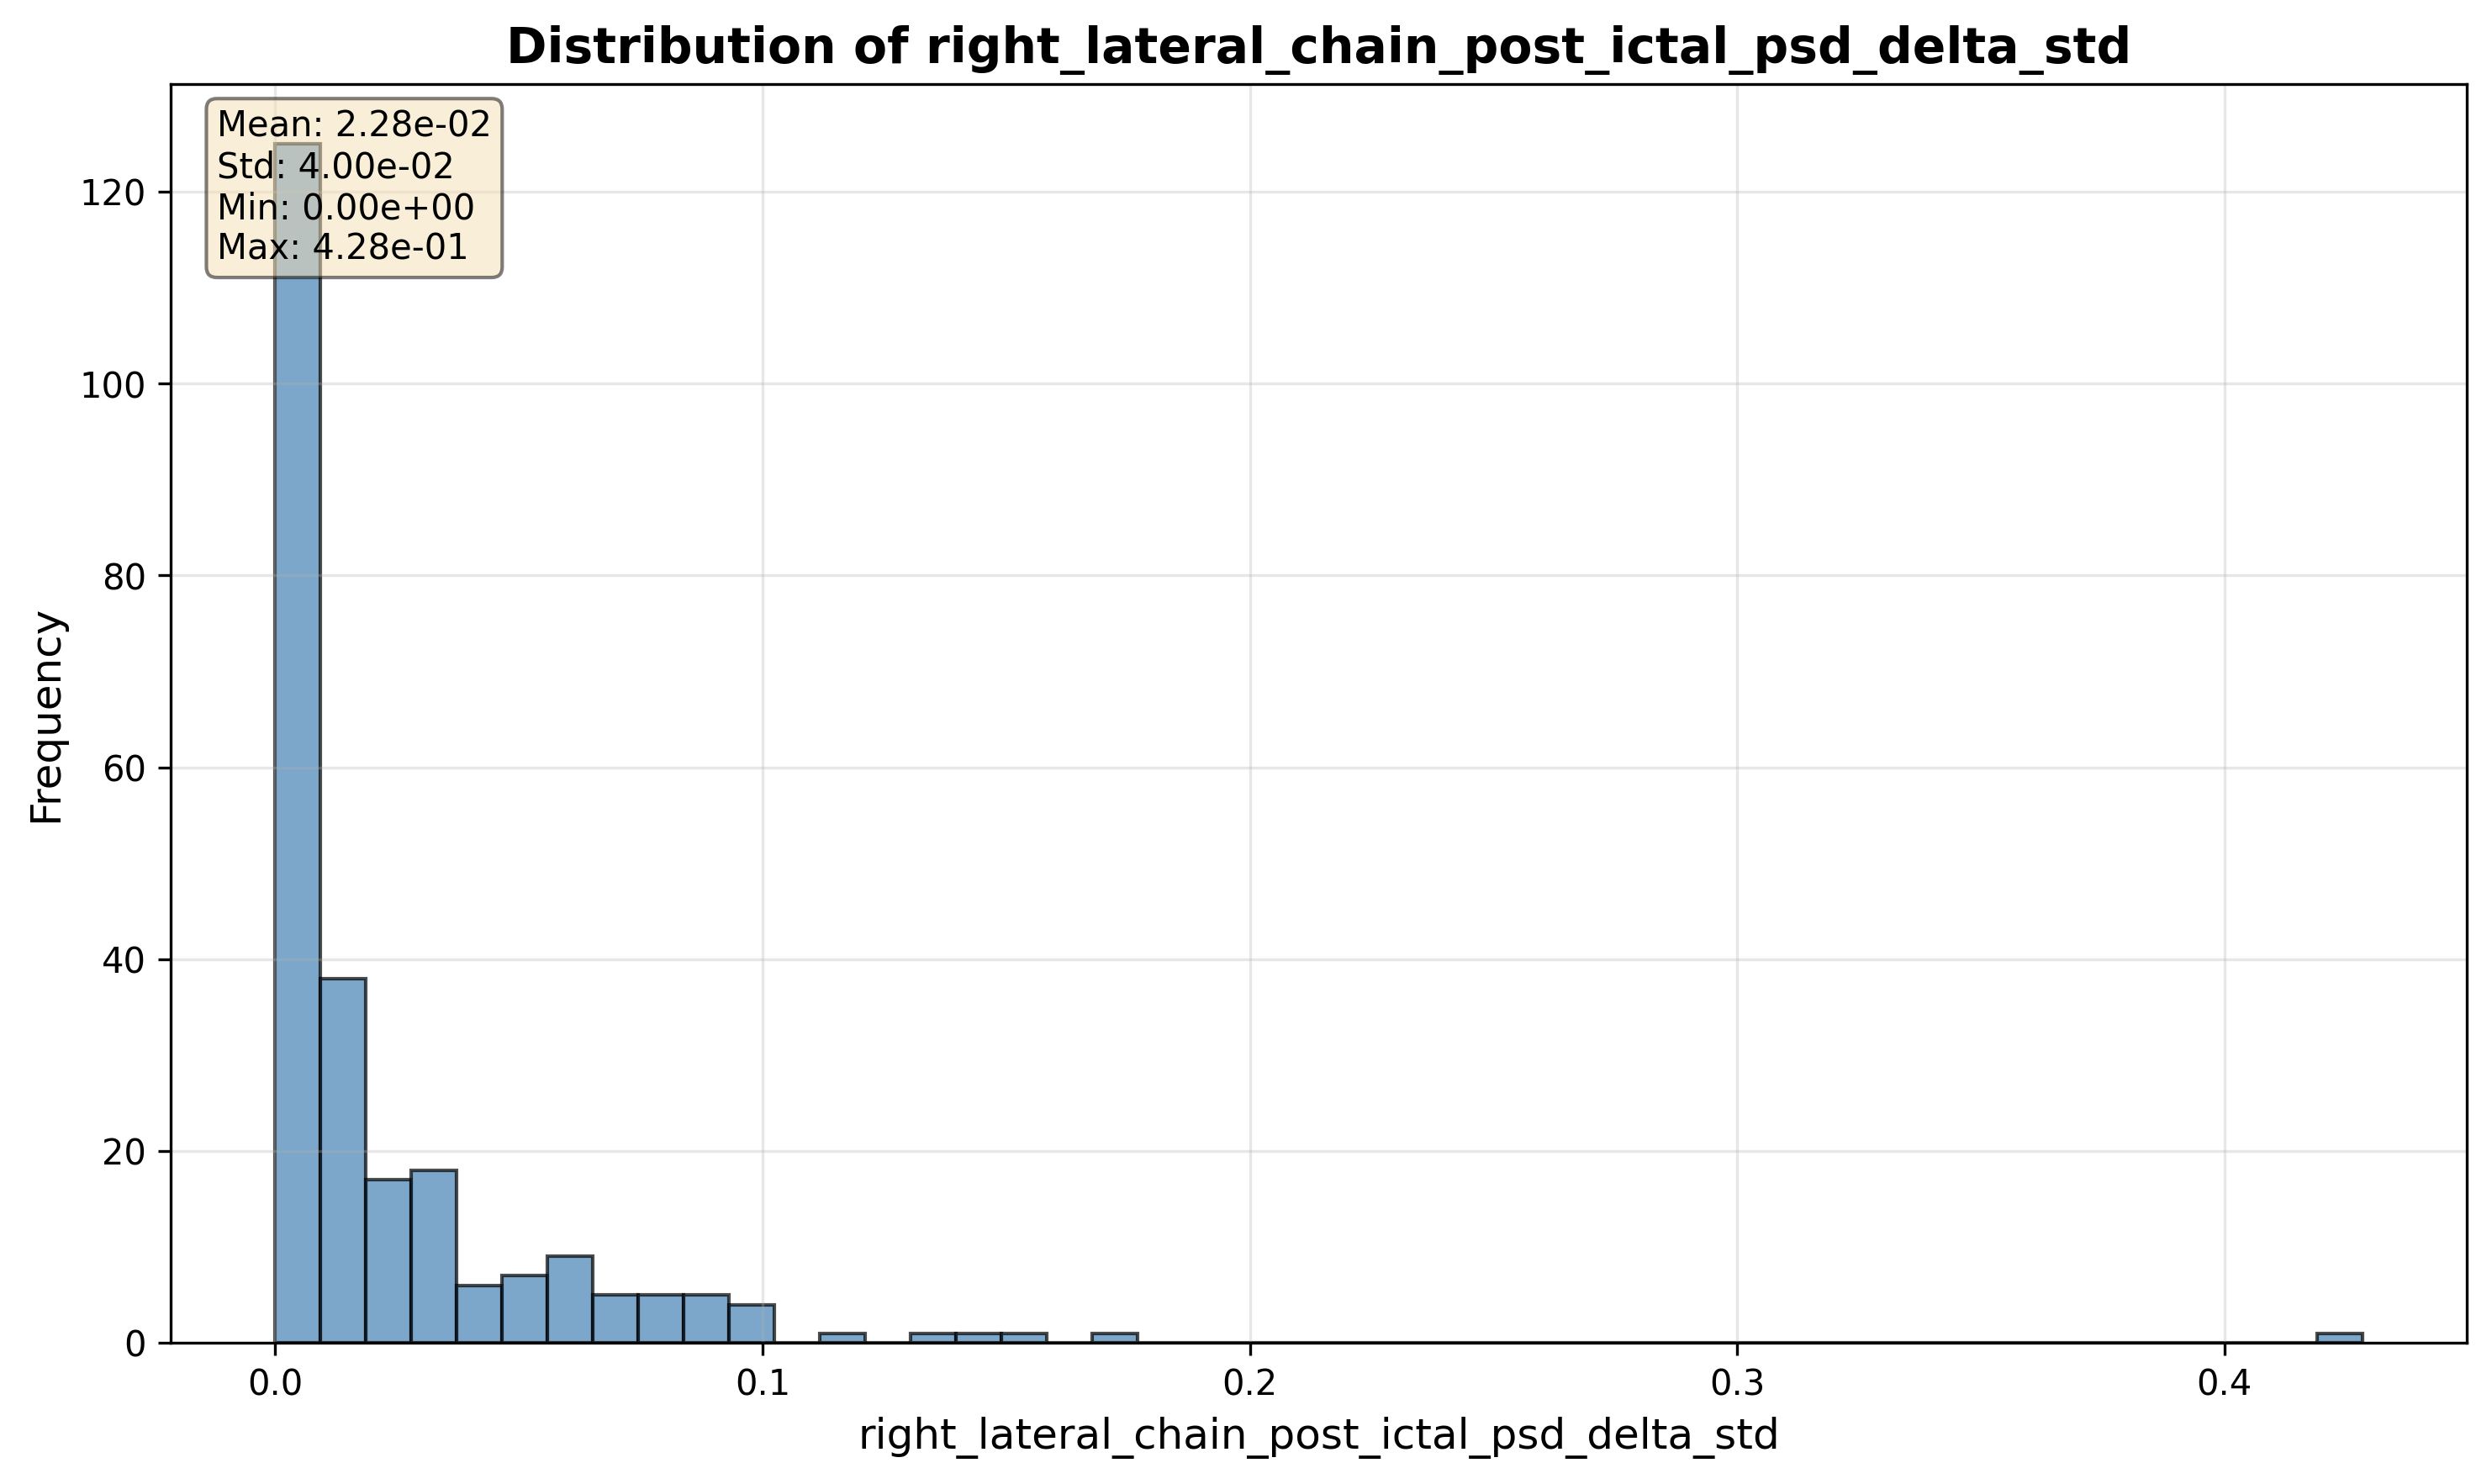 Distribution of right_lateral_chain_post_ictal_psd_delta_std
Mean: 2.28e-02
Std: 4.00e-02
Min: 0.00e+00
Max: 4.28e-01
120
100
80
60
40
20
0
Frequency
0.0 0.1 0.2 0.3 0.4
right_lateral_chain_post_ictal_psd_delta_std